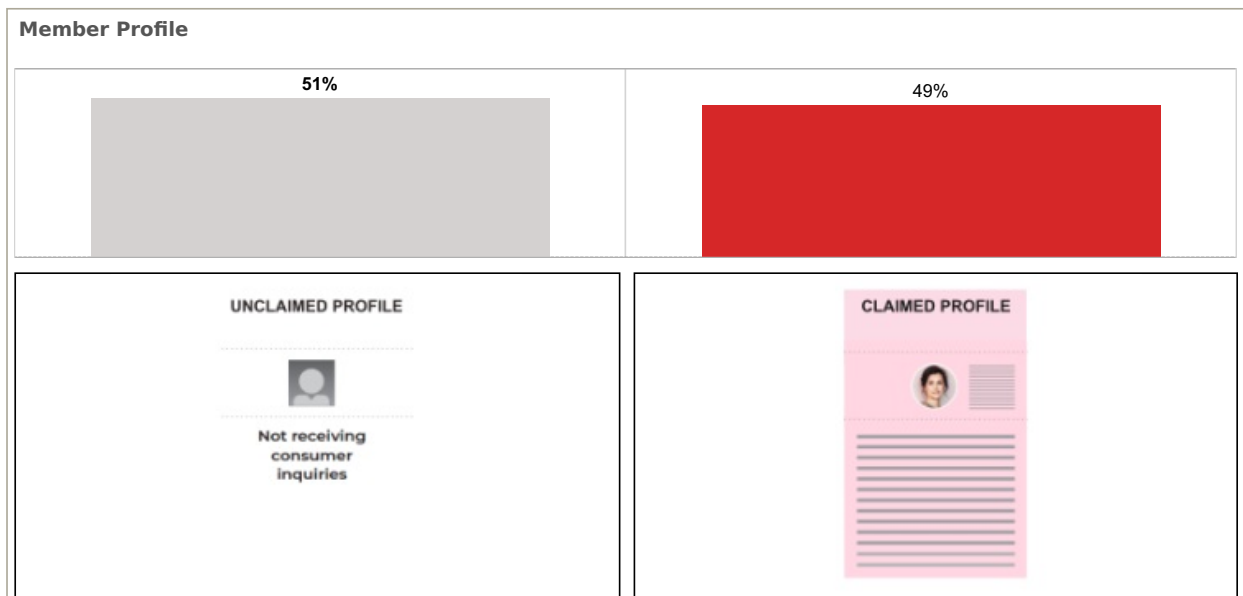 Member Profile
51%
49%
UNCLAIMED PROFILE
Not receiving
consumer
inquiries
CLAIMED PROFILE